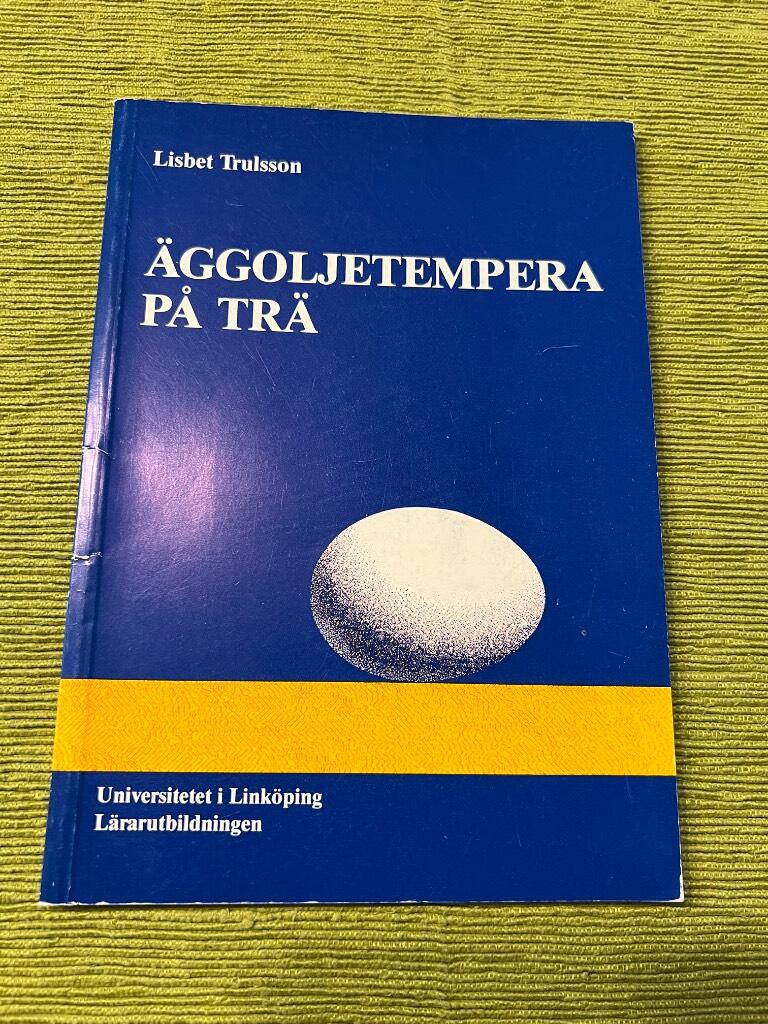 Lisbet Trulsson
ÄGGOLJETEMPERA
PÅ TRÄ
Universitetet i Linköping
Lärarutbildningen